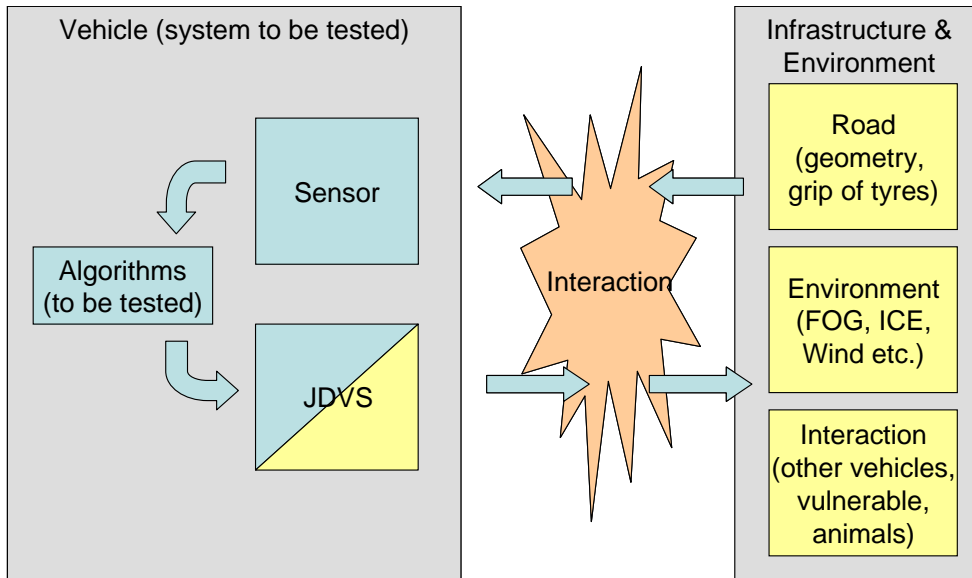 Vehicle (system to be tested)
Sensor
Algorithms
(to be tested)
JDVS
Interaction
Infrastructure &
Environment
Road
(geometry,
grip of tyres)
Environment
(FOG, ICE,
Wind etc.)
Interaction
(other vehicles,
vulnerable,
animals)